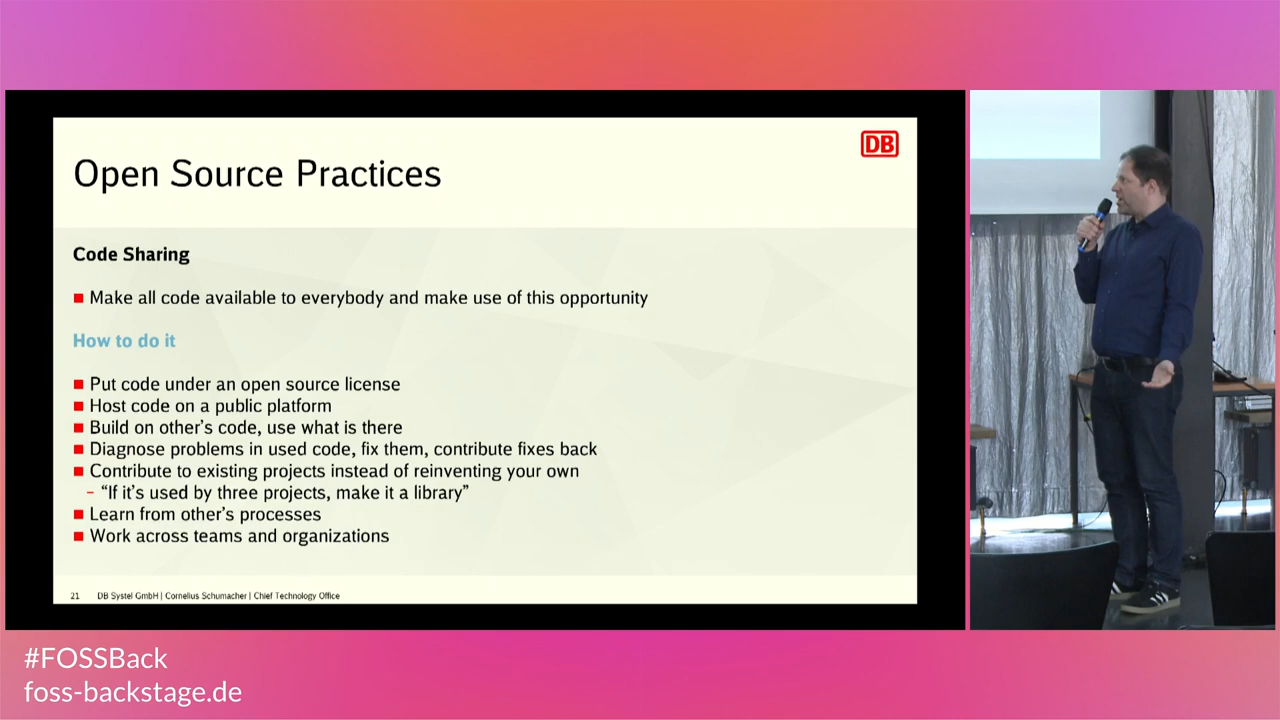 DB
Open Source Practices
Code Sharing
Make all code available to everybody and make use of this opportunity
How to do it
Put code under an open source license
Host code on a public platform
Build on other’s code, use what is there
Diagnose problems in used code, fix them, contribute fixes back
Contribute to existing projects instead of reinventing your own
– “If it’s used by three projects, make it a library”
Learn from other’s processes
Work across teams and organizations
21 DB Systel GmbH | Cornelius Schumacher | Chief Technology Office
#FOSSBack
foss-backstage.de